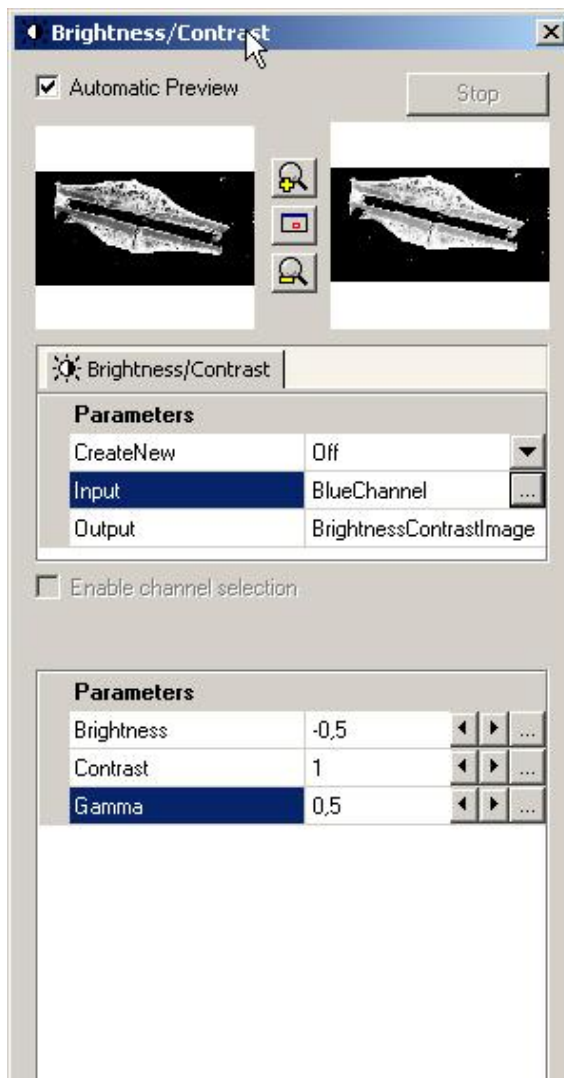 Brightness/Contrast
Automatic Preview
Stop
Brightness/Contrast
Parameters
CreateNew Off
Input BlueChannel ...
Output BrightnessContrastImage
Enable channel selection
Parameters
Brightness -0,5 ...
Contrast 1 ...
Gamma 0,5 ...